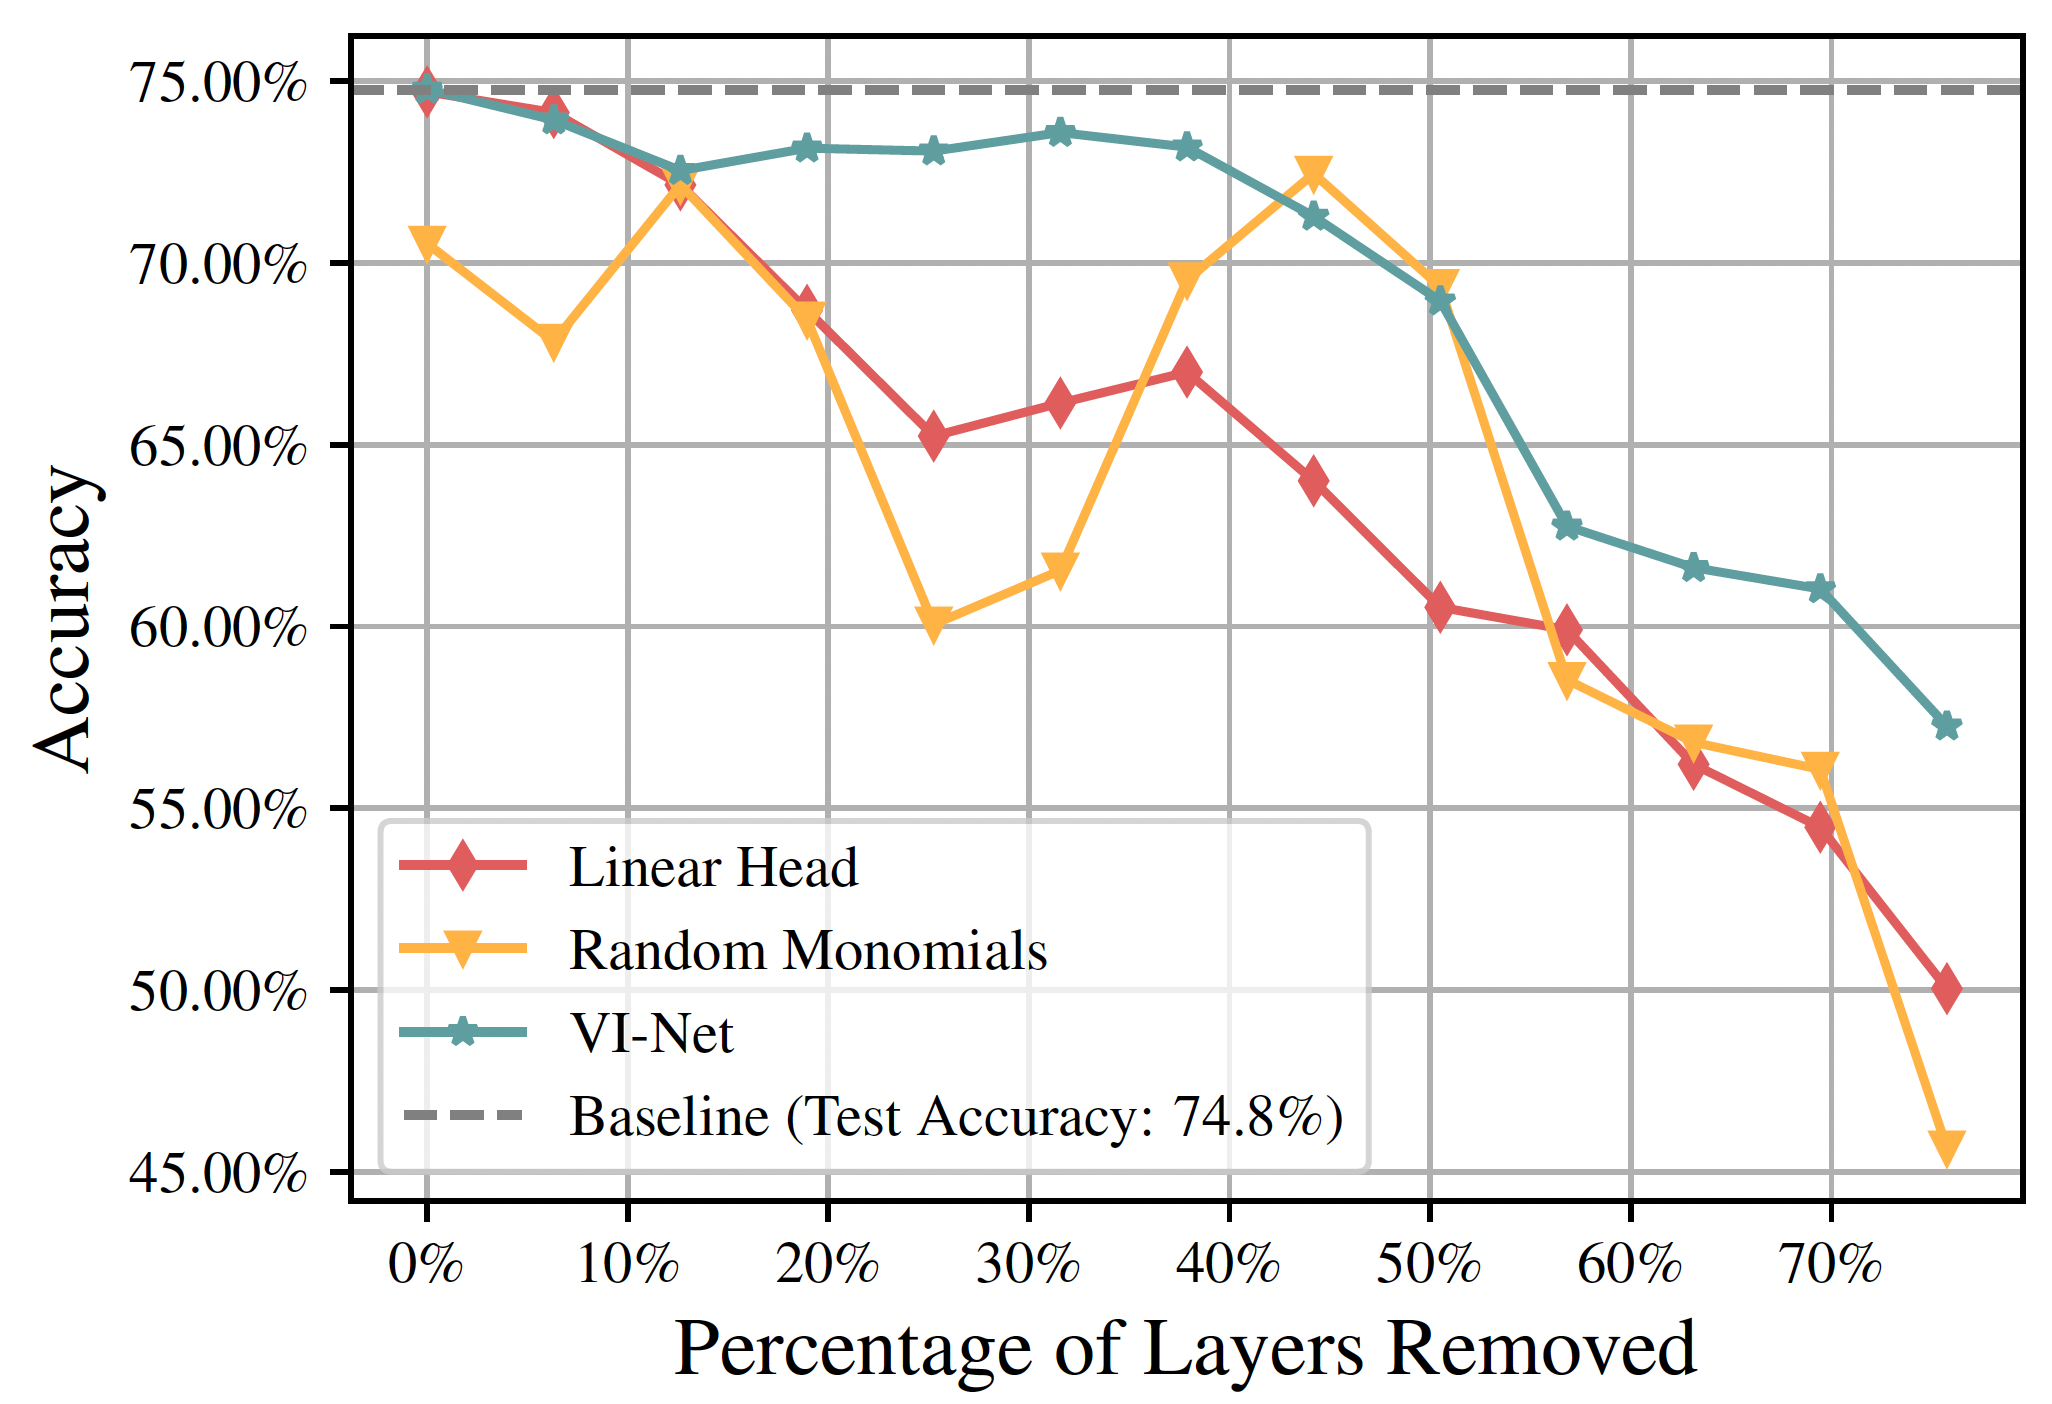 75.00%
70.00%
65.00%
60.00%
55.00%
50.00%
45.00%
Accuracy
Linear Head
Random Monomials
VI-Net
Baseline (Test Accuracy: 74.8%)
0% 10% 20% 30% 40% 50% 60% 70%
Percentage of Layers Removed